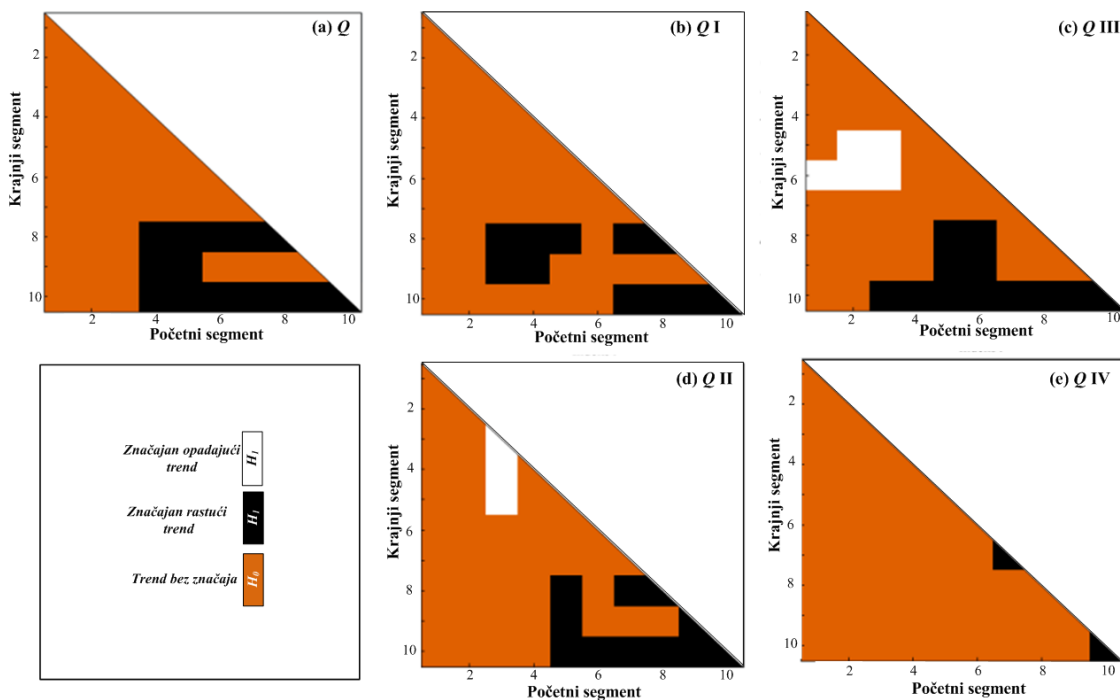 (a) Q
2
4
6
8
10
Krajnji segment
2
4
6
8
10
Početni segment
(b) Q I
2
4
6
8
10
Krajnji segment
2
4
6
8
10
Početni segment
(c) Q III
2
4
6
8
10
Krajnji segment
2
4
6
8
10
Početni segment
Značajan opadajući
trend
H1
Značajan rastući
trend
H1
Trend bez značaja
H0
(d) Q II
2
4
6
8
10
Krajnji segment
2
4
6
8
10
Početni segment
(e) Q IV
2
4
6
8
10
Krajnji segment
2
4
6
8
10
Početni segment